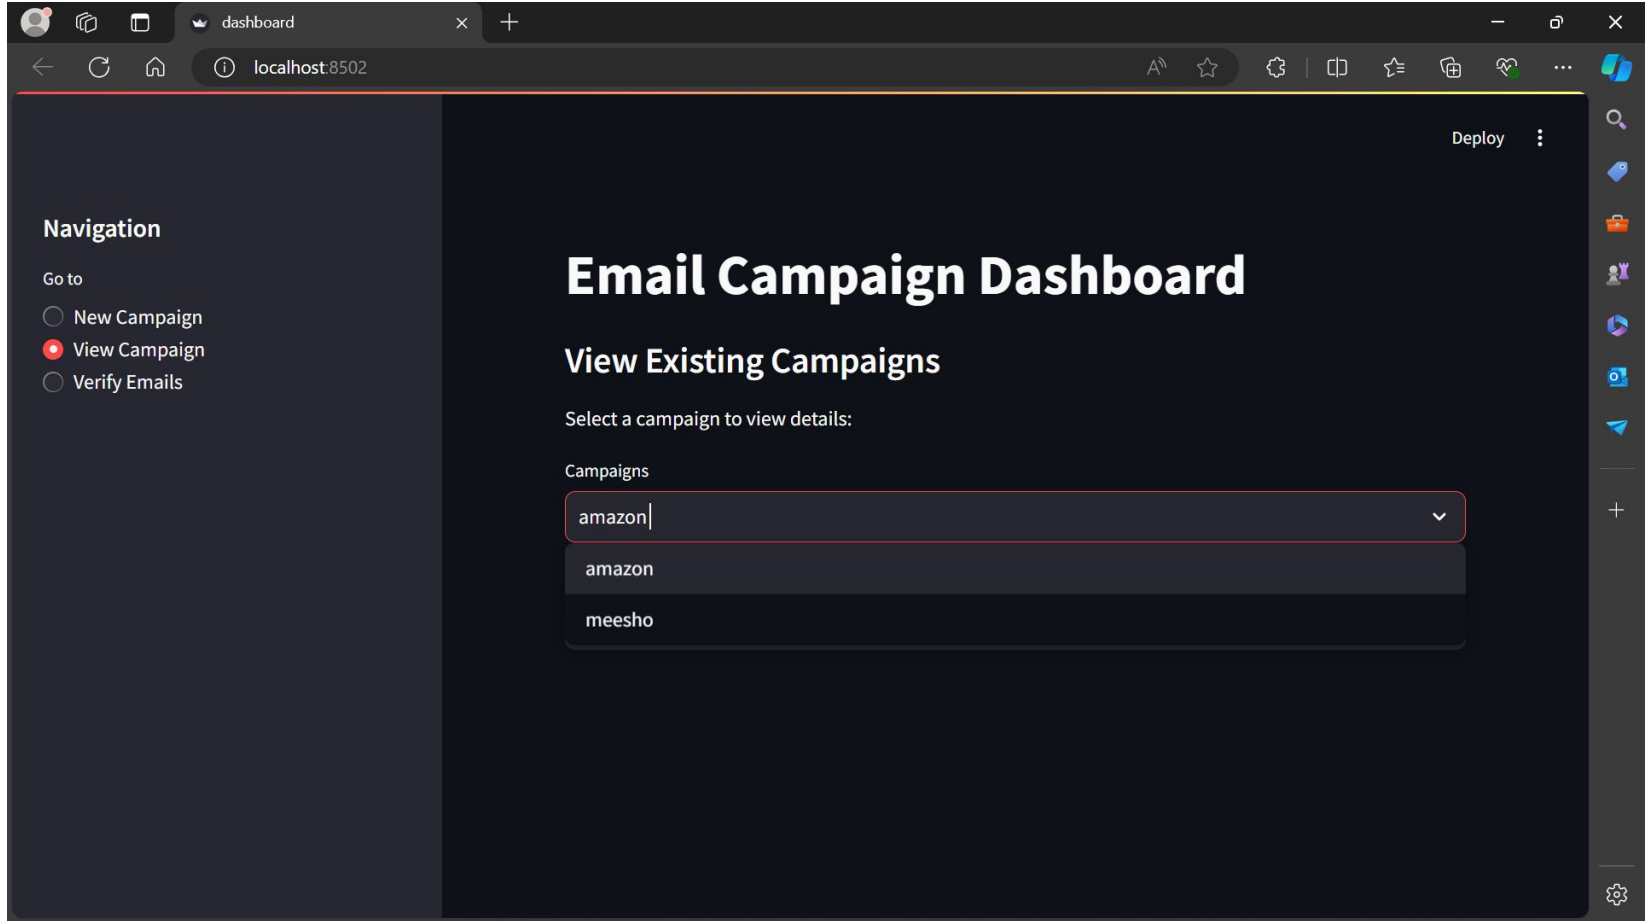 dashboard
localhost:8502
Deploy
Navigation
Go to
New Campaign
View Campaign
Verify Emails
Email Campaign Dashboard
View Existing Campaigns
Select a campaign to view details:
Campaigns
amazon
amazon
meesho